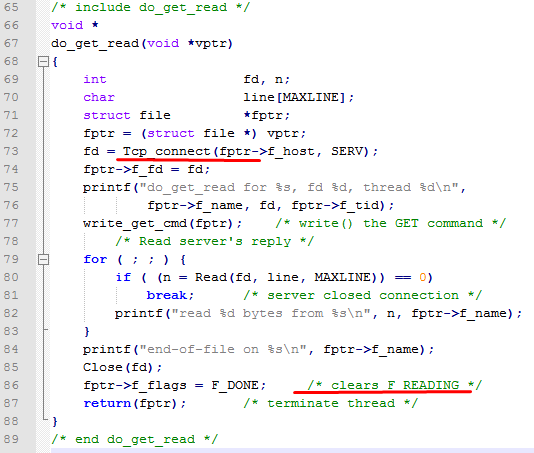 65 /* include do_get_read */
66 void *
67 do_get_read(void *vptr)
68 {
69 int fd, n;
70 char line[MAXLINE];
71 struct file *fptr;
72 fptr = (struct file *) vptr;
73 fd = Tcp_connect(fptr->f_host, SERV);
74 fptr->f_fd = fd;
75 printf("do_get_read for %s, fd %d, thread %d\n",
76 fptr->f_name, fd, fptr->f_tid);
77 write_get_cmd(fptr); /* write() the GET command */
78 /* Read server's reply */
79 for ( ; ; ) {
80 if ( (n = Read(fd, line, MAXLINE)) == 0)
81 break; /* server closed connection */
82 printf("read %d bytes from %s\n", n, fptr->f_name);
83 }
84 printf("end-of-file on %s\n", fptr->f_name);
85 Close(fd);
86 fptr->f_flags = F_DONE; /* clears F_READING */
87 return(fptr); /* terminate thread */
88 }
89 /* end do_get_read */